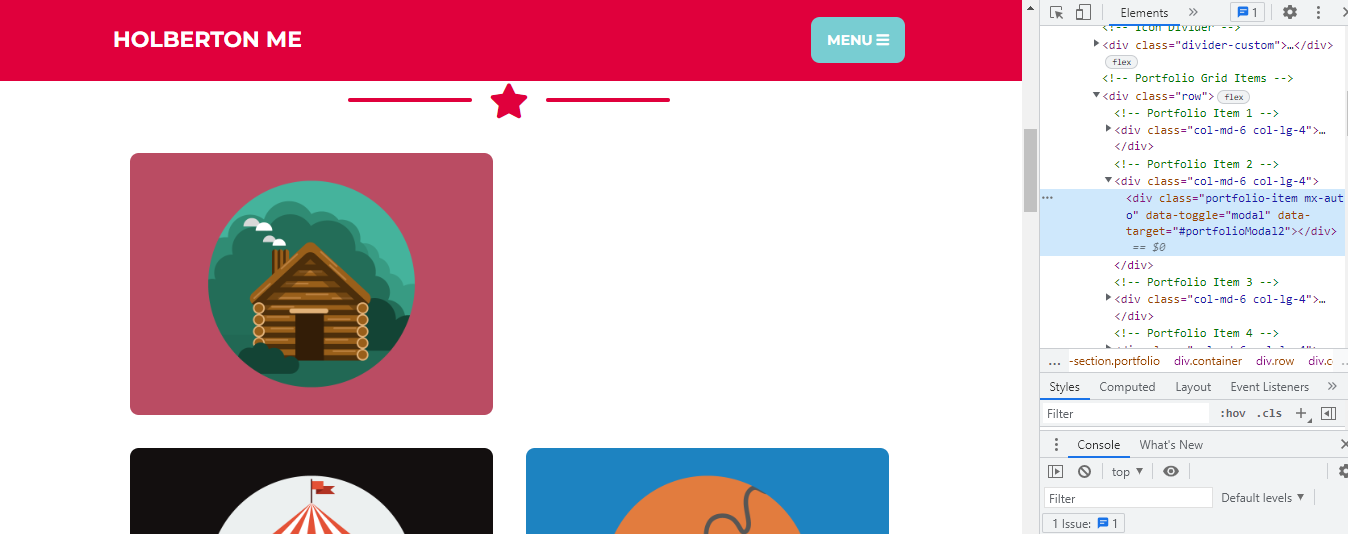 HOLBERTON ME
MENU
Elements
1
<!-- Icon Divider -->
<div class="divider-custom">…</div>
flex
<!-- Portfolio Grid Items -->
<div class="row"> flex
<!-- Portfolio Item 1 -->
<div class="col-md-6 col-lg-4">…
</div>
<!-- Portfolio Item 2 -->
<div class="col-md-6 col-lg-4">
<div class="portfolio-item mx-aut
o" data-toggle="modal" data-
target="#portfolioModal2"></div>
== $0
</div>
<!-- Portfolio Item 3 -->
<div class="col-md-6 col-lg-4">…
</div>
<!-- Portfolio Item 4 -->
... -section.portfolio div.container div.row div.c
Styles Computed Layout Event Listeners
Filter :hov .cls
Console What's New
top
Filter Default levels
1 Issue: 1